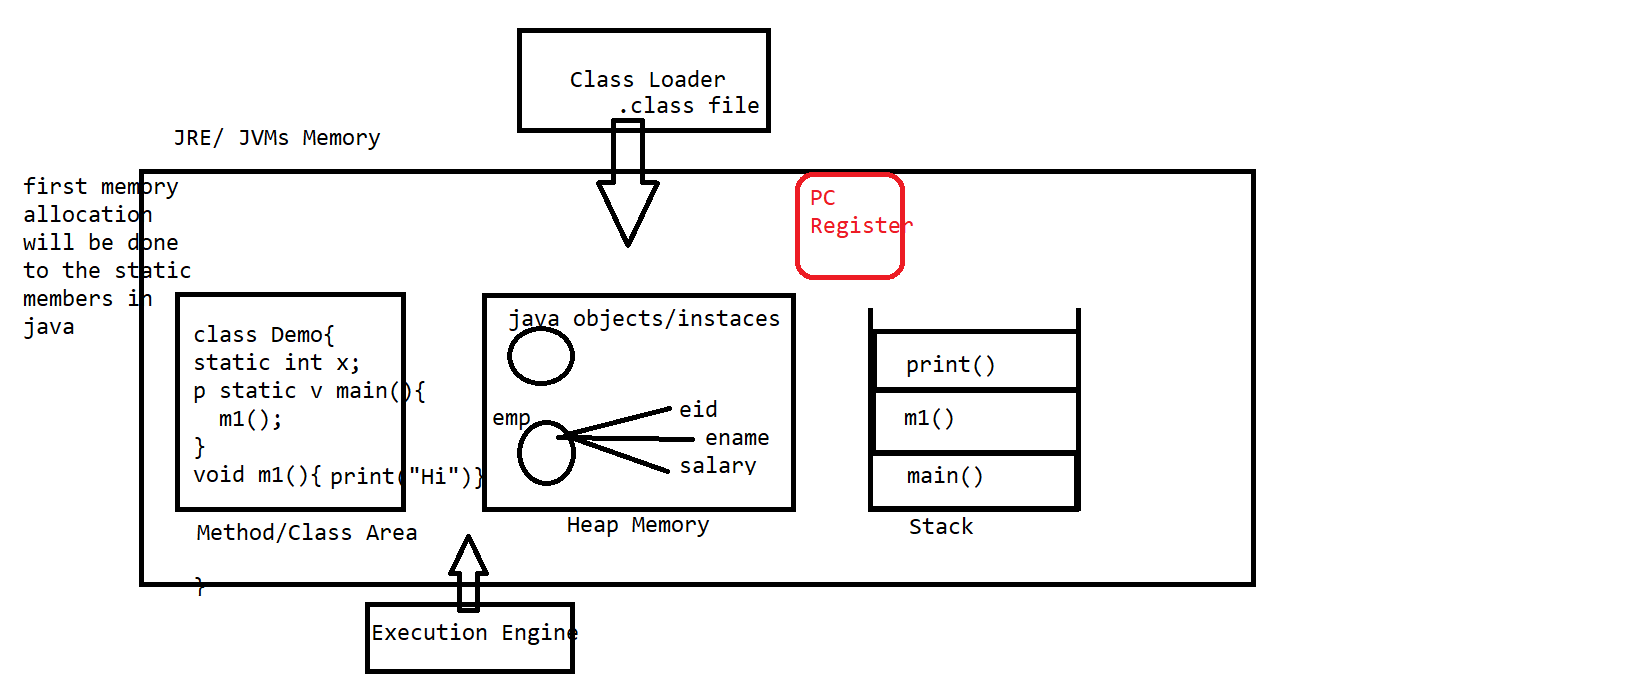 Class Loader
.class file
JRE/ JVMs Memory
first memory
allocation
will be done
to the static
members in
java
PC
Register
class Demo{
static int x;
p static v main(){
m1();
}
void m1(){ print("Hi")}
Method/Class Area
}
java objects/instaces
emp
eid
ename
salary
Heap Memory
print()
m1()
main()
Stack
Execution Engine